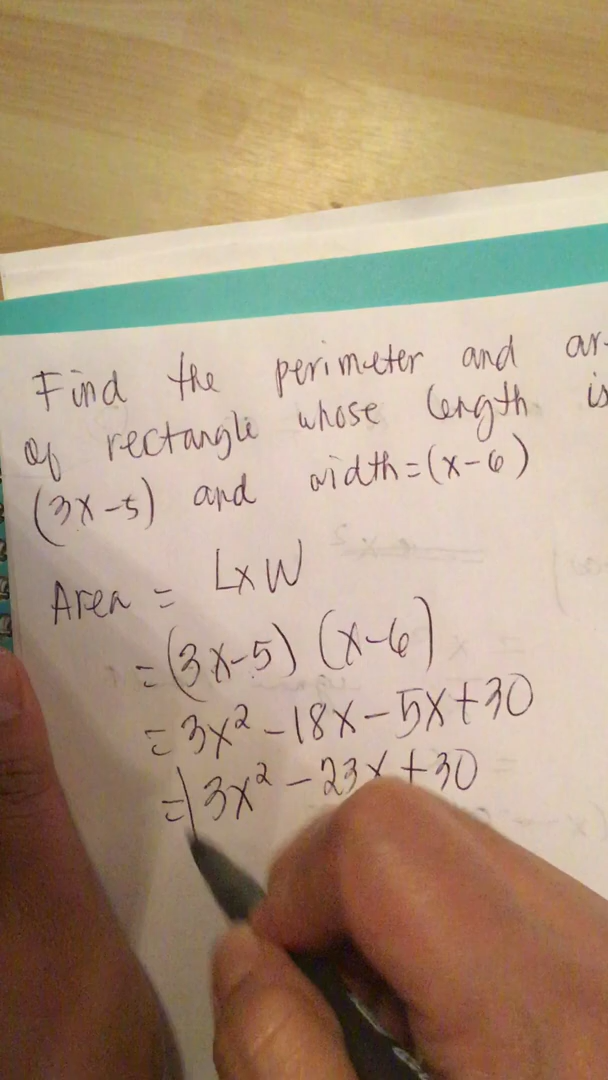 Find the perimeter and ar
of rectangle whose length is
(3x-5) and width=(x-6)
Area = L x W
= (3x-5) (x-6)
= 3x² - 18x - 5x + 30
= 3x² - 23x + 30